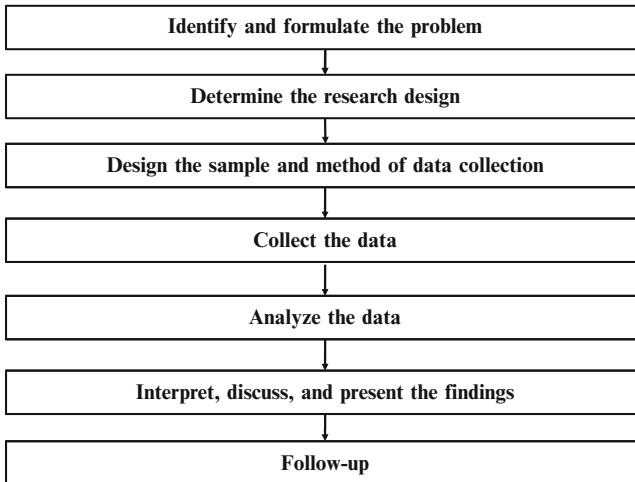 Identify and formulate the problem
Determine the research design
Design the sample and method of data collection
Collect the data
Analyze the data
Interpret, discuss, and present the findings
Follow-up